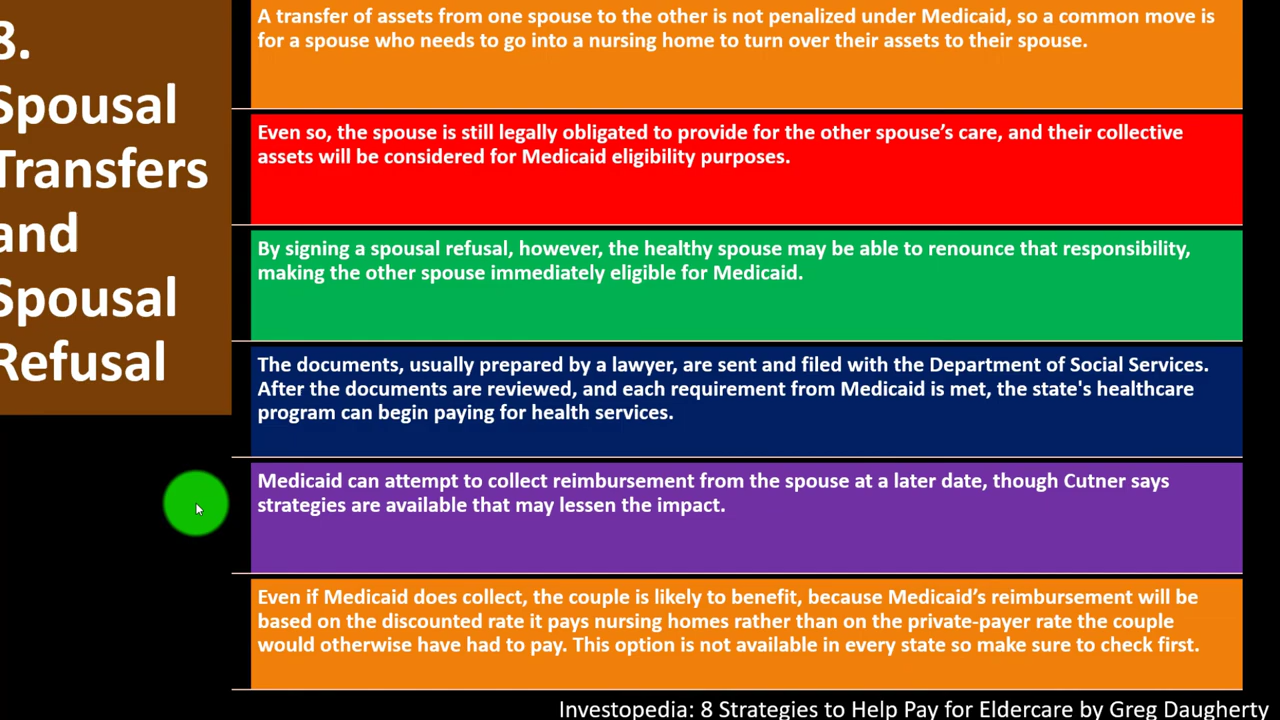 8.
Spousal
Transfers
and
Spousal
Refusal
A transfer of assets from one spouse to the other is not penalized under Medicaid, so a common move is
for a spouse who needs to go into a nursing home to turn over their assets to their spouse.
Even so, the spouse is still legally obligated to provide for the other spouse’s care, and their collective
assets will be considered for Medicaid eligibility purposes.
By signing a spousal refusal, however, the healthy spouse may be able to renounce that responsibility,
making the other spouse immediately eligible for Medicaid.
The documents, usually prepared by a lawyer, are sent and filed with the Department of Social Services.
After the documents are reviewed, and each requirement from Medicaid is met, the state's healthcare
program can begin paying for health services.
Medicaid can attempt to collect reimbursement from the spouse at a later date, though Cutner says
strategies are available that may lessen the impact.
Even if Medicaid does collect, the couple is likely to benefit, because Medicaid’s reimbursement will be
based on the discounted rate it pays nursing homes rather than on the private-payer rate the couple
would otherwise have had to pay. This option is not available in every state so make sure to check first.
Investopedia: 8 Strategies to Help Pay for Eldercare by Greg Daugherty